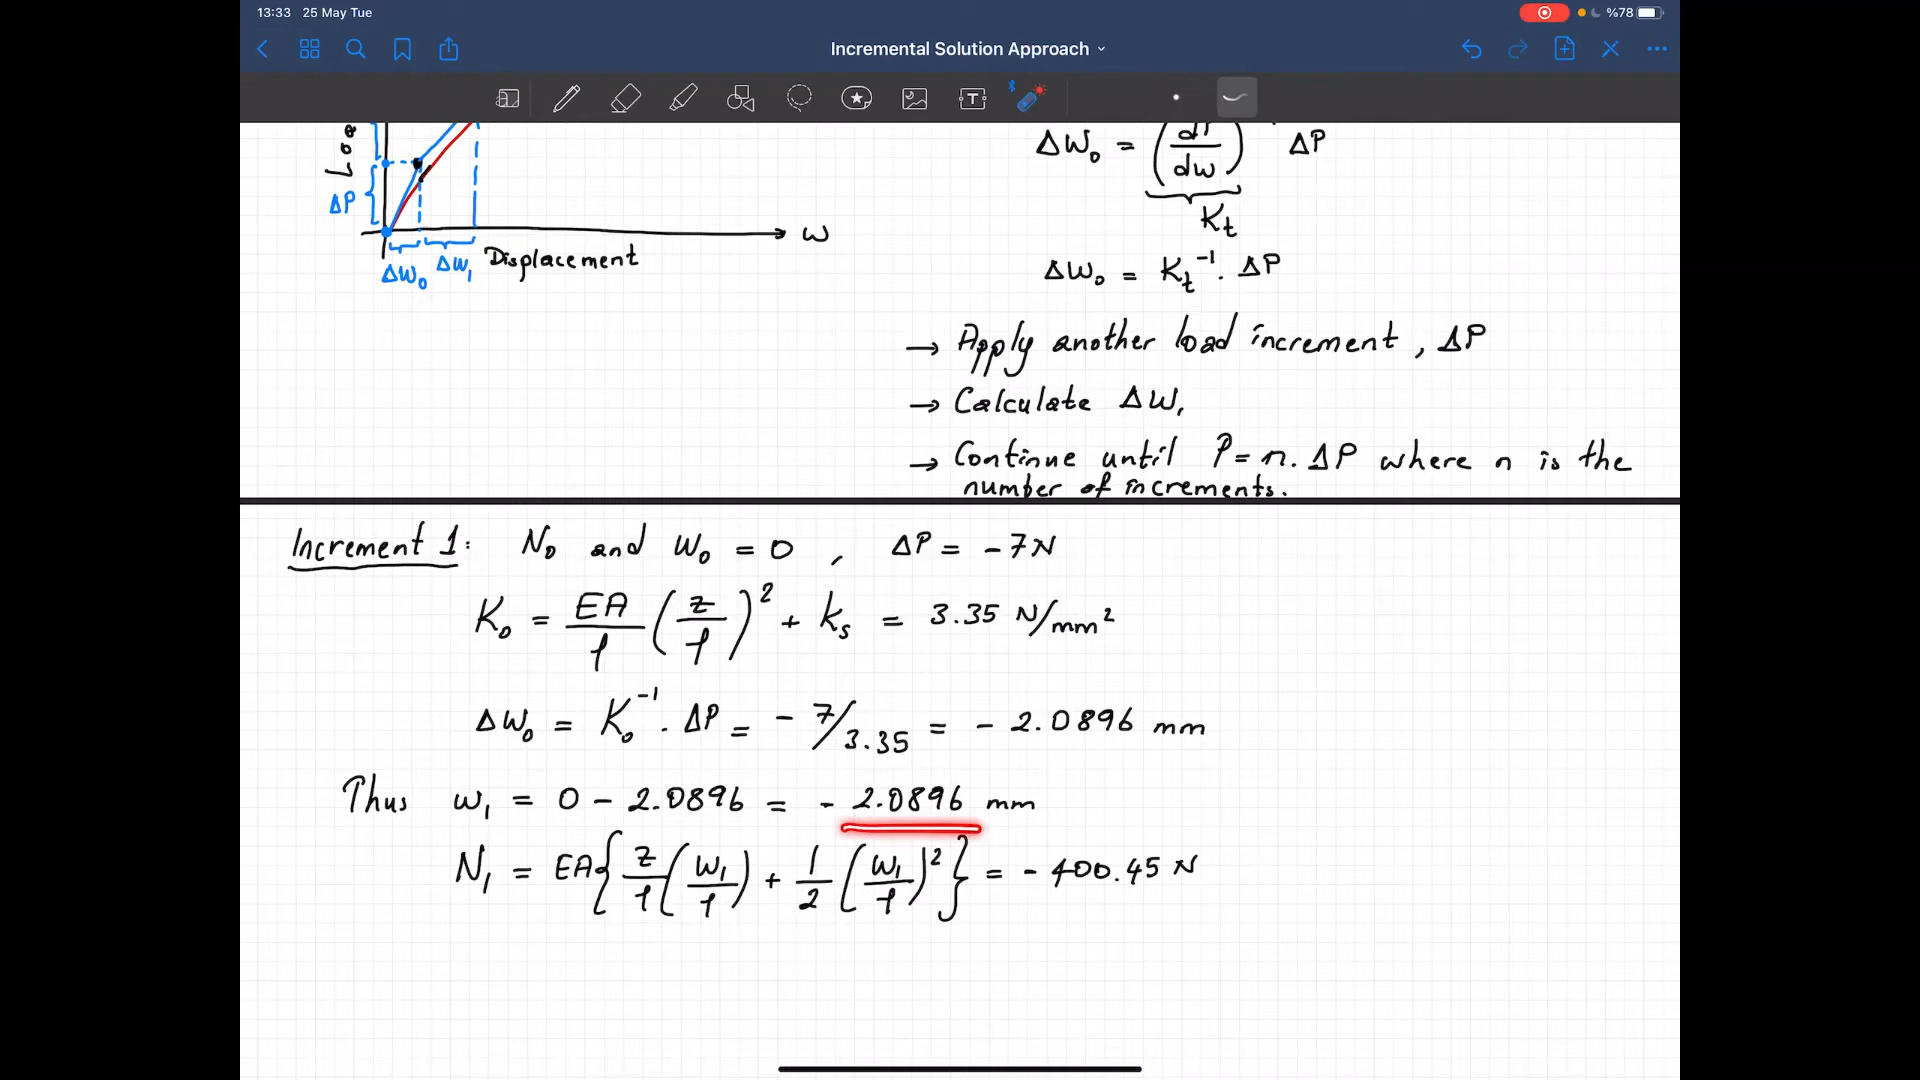 13:33 25 May Tue
%78
Incremental Solution Approach
ΔP
w
Displacement
ΔW₀ ΔW₁
ΔW₀ = (dP/dw) ΔP
K_t
ΔW₀ = K_t⁻¹ . ΔP
→ Apply another load increment, ΔP
→ Calculate ΔW₁
→ Continue until P = n. ΔP where n is the
number of increments.
Increment 1: N₀ and W₀ = 0 , ΔP = -7N
K₀ = EA/l (z/l)² + k_s = 3.35 N/mm²
ΔW₀ = K₀⁻¹ . ΔP = - 7/3.35 = - 2.0896 mm
Thus w₁ = 0 - 2.0896 = - 2.0896 mm
N₁ = EA{z/l (w₁/l) + 1/2 (w₁/l)²} = - 400.45 N